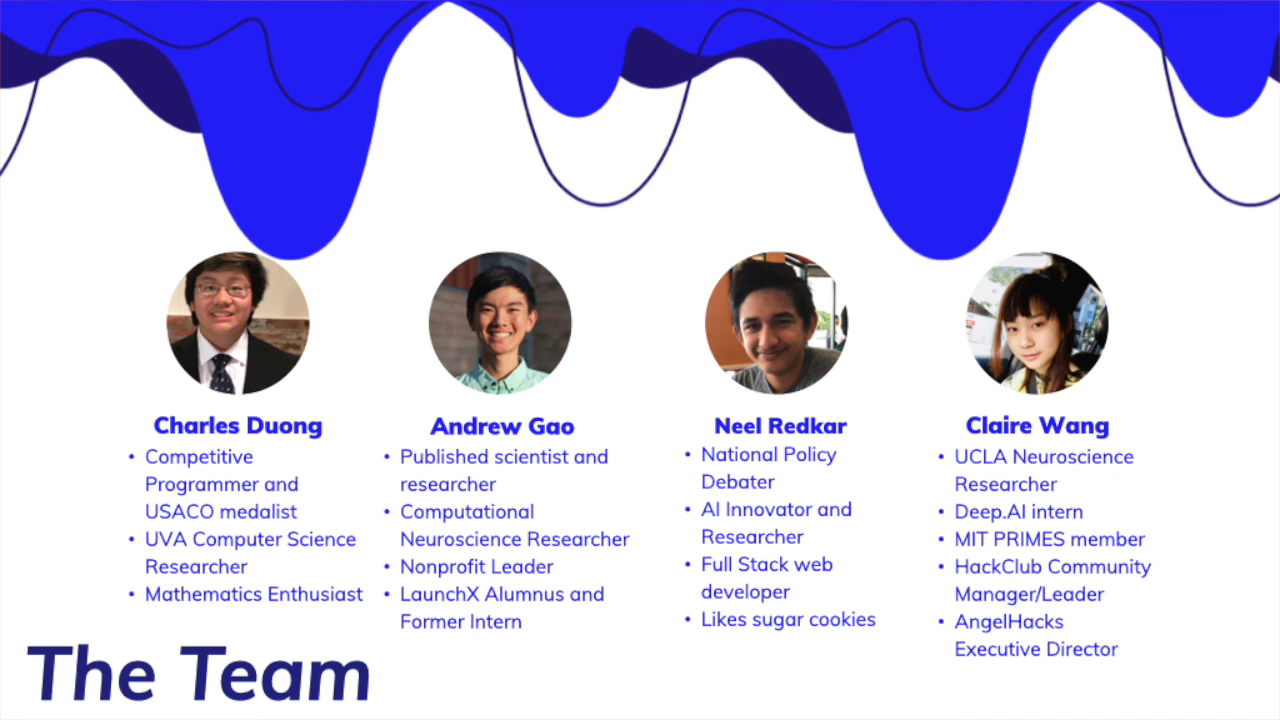 Charles Duong
• Competitive
Programmer and
USACO medalist
• UVA Computer Science
Researcher
• Mathematics Enthusiast
Andrew Gao
• Published scientist and
researcher
• Computational
Neuroscience Researcher
• Nonprofit Leader
• LaunchX Alumnus and
Former Intern
Neel Redkar
• National Policy
Debater
• AI Innovator and
Researcher
• Full Stack web
developer
• Likes sugar cookies
Claire Wang
• UCLA Neuroscience
Researcher
• Deep.AI intern
• MIT PRIMES member
• HackClub Community
Manager/Leader
• AngelHacks
Executive Director
The Team